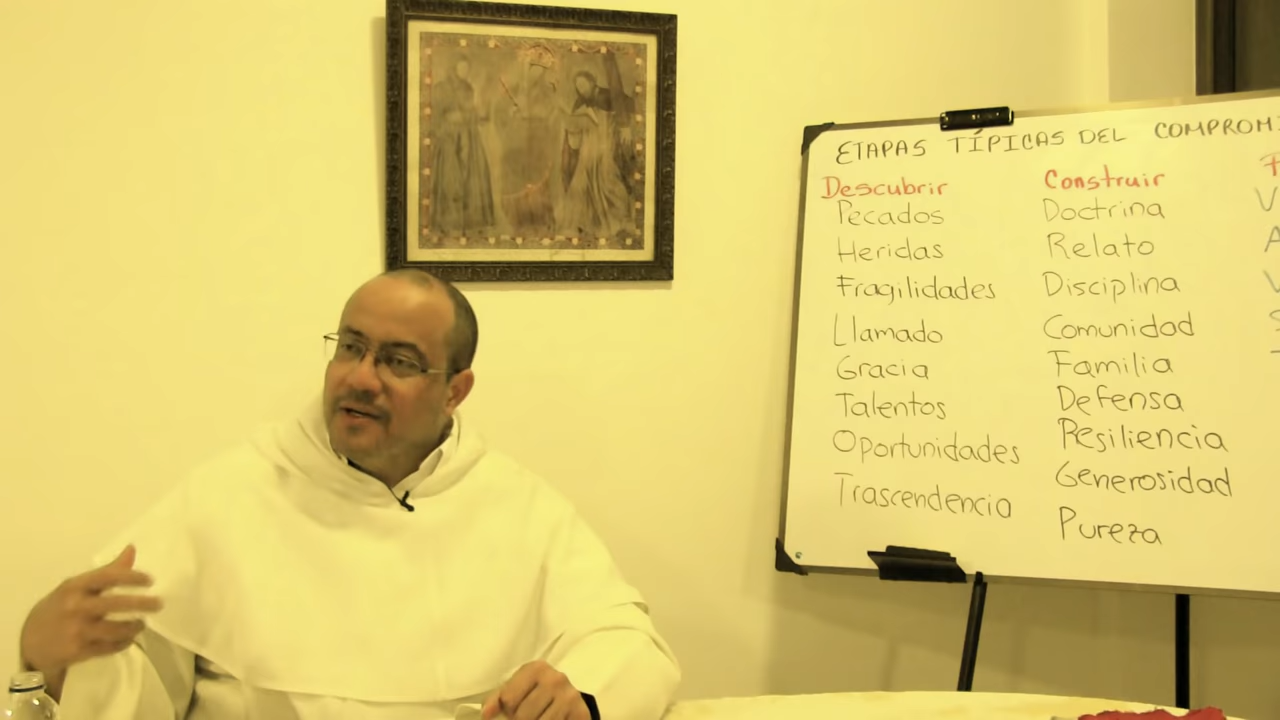 ETAPAS TÍPICAS DEL COMPROM
Descubrir
Pecados
Heridas
Fragilidades
Llamado
Gracia
Talentos
Oportunidades
Trascendencia
Construir
Doctrina
Relato
Disciplina
Comunidad
Familia
Defensa
Resiliencia
Generosidad
Pureza